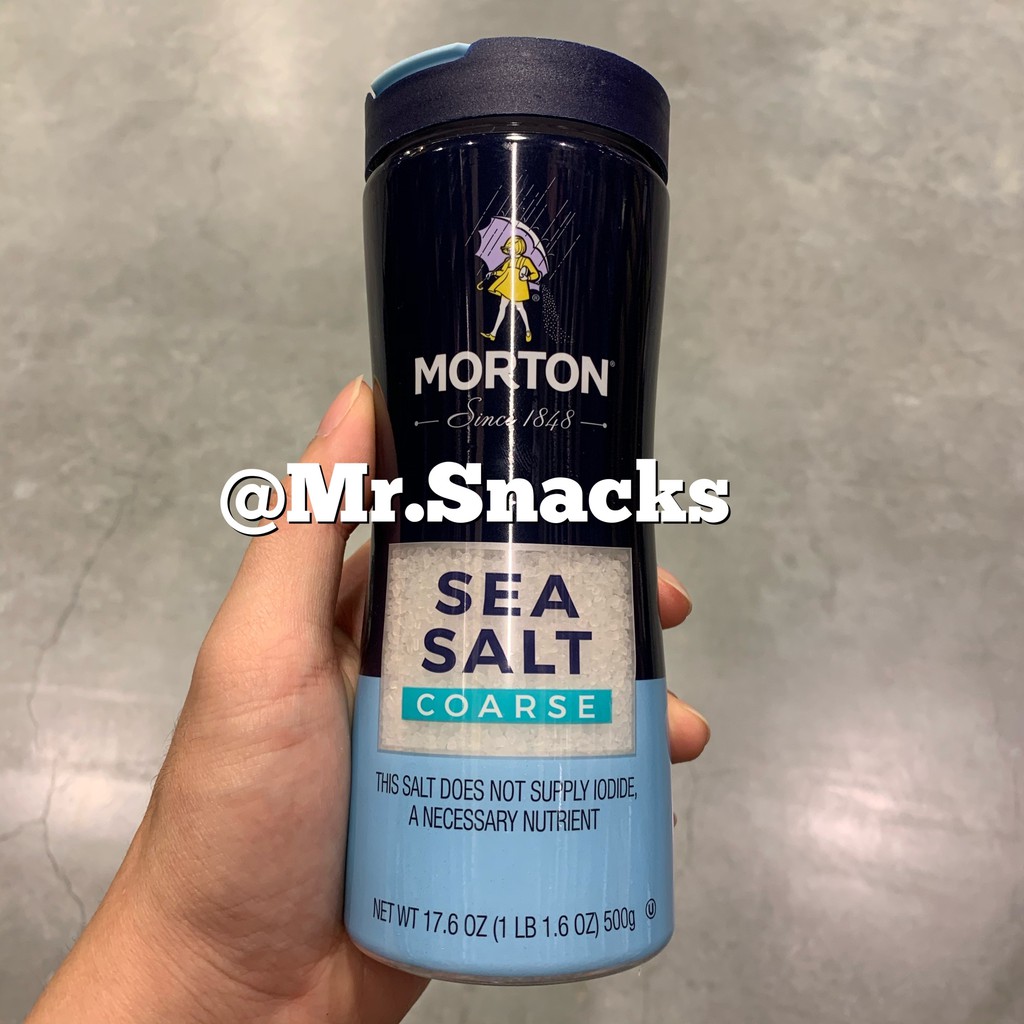 MORTON®
Since 1848
@Mr.Snacks
SEA
SALT
COARSE
THIS SALT DOES NOT SUPPLY IODIDE,
A NECESSARY NUTRIENT
NET WT 17.6 OZ (1 LB 1.6 OZ) 500g Ⓤ